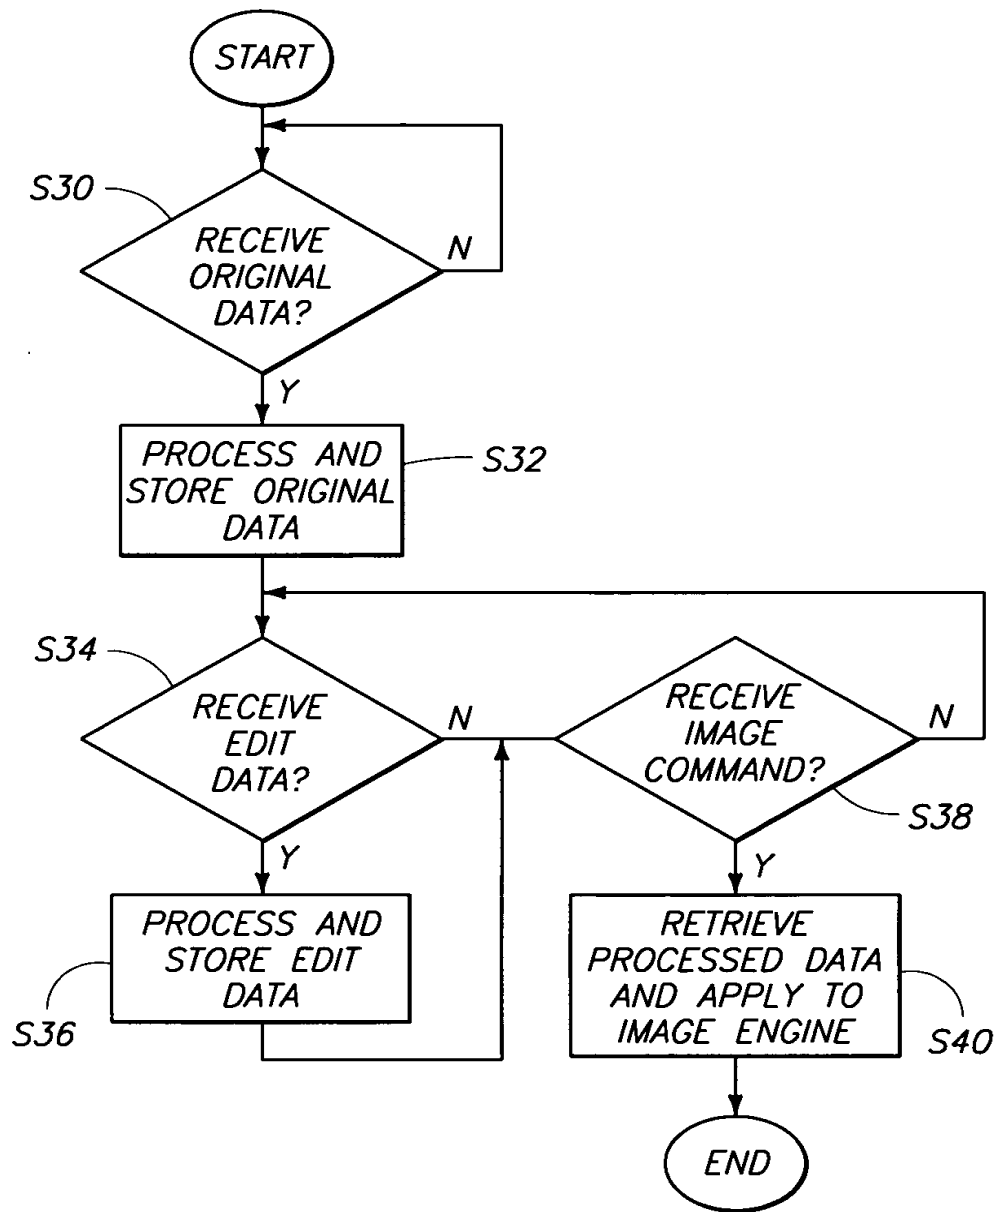 START
S30
RECEIVE
ORIGINAL
DATA?
N
Y
PROCESS AND
STORE ORIGINAL
DATA
S32
S34
RECEIVE
EDIT
DATA?
N
Y
PROCESS AND
STORE EDIT
DATA
S36
RECEIVE
IMAGE
COMMAND?
N
S38
Y
RETRIEVE
PROCESSED DATA
AND APPLY TO
IMAGE ENGINE
S40
END